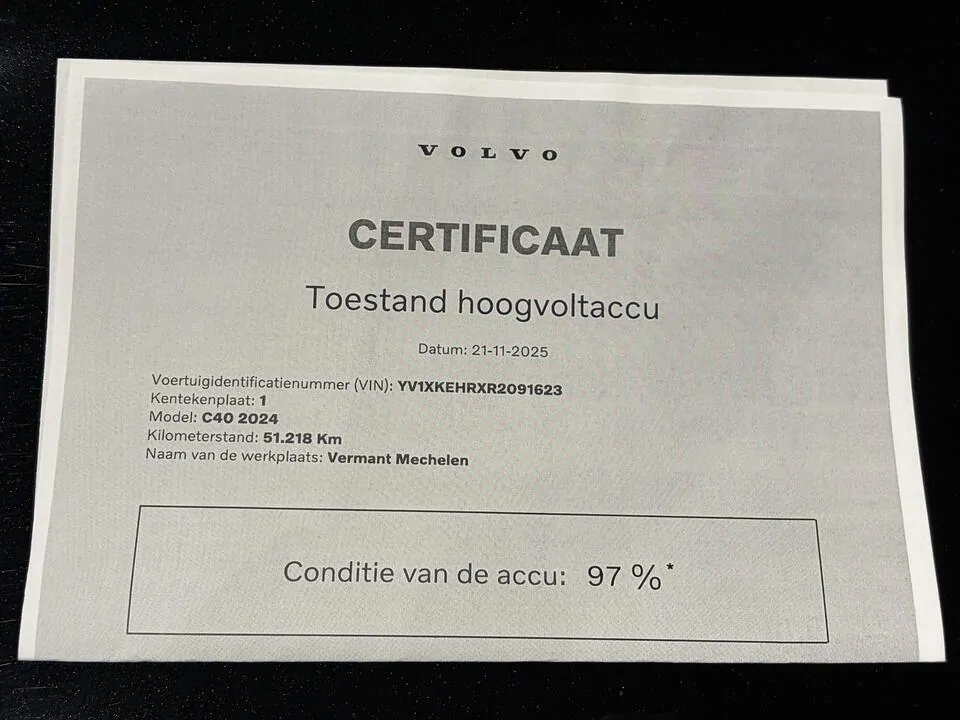 VOLVO
CERTIFICAAT
Toestand hoogvoltaccu
Datum: 21-11-2025
Voertuigidentificatienummer (VIN): YV1XKEHRXR2091623
Kentekenplaat: 1
Model: C40 2024
Kilometerstand: 51.218 Km
Naam van de werkplaats: Vermant Mechelen
Conditie van de accu: 97 %*